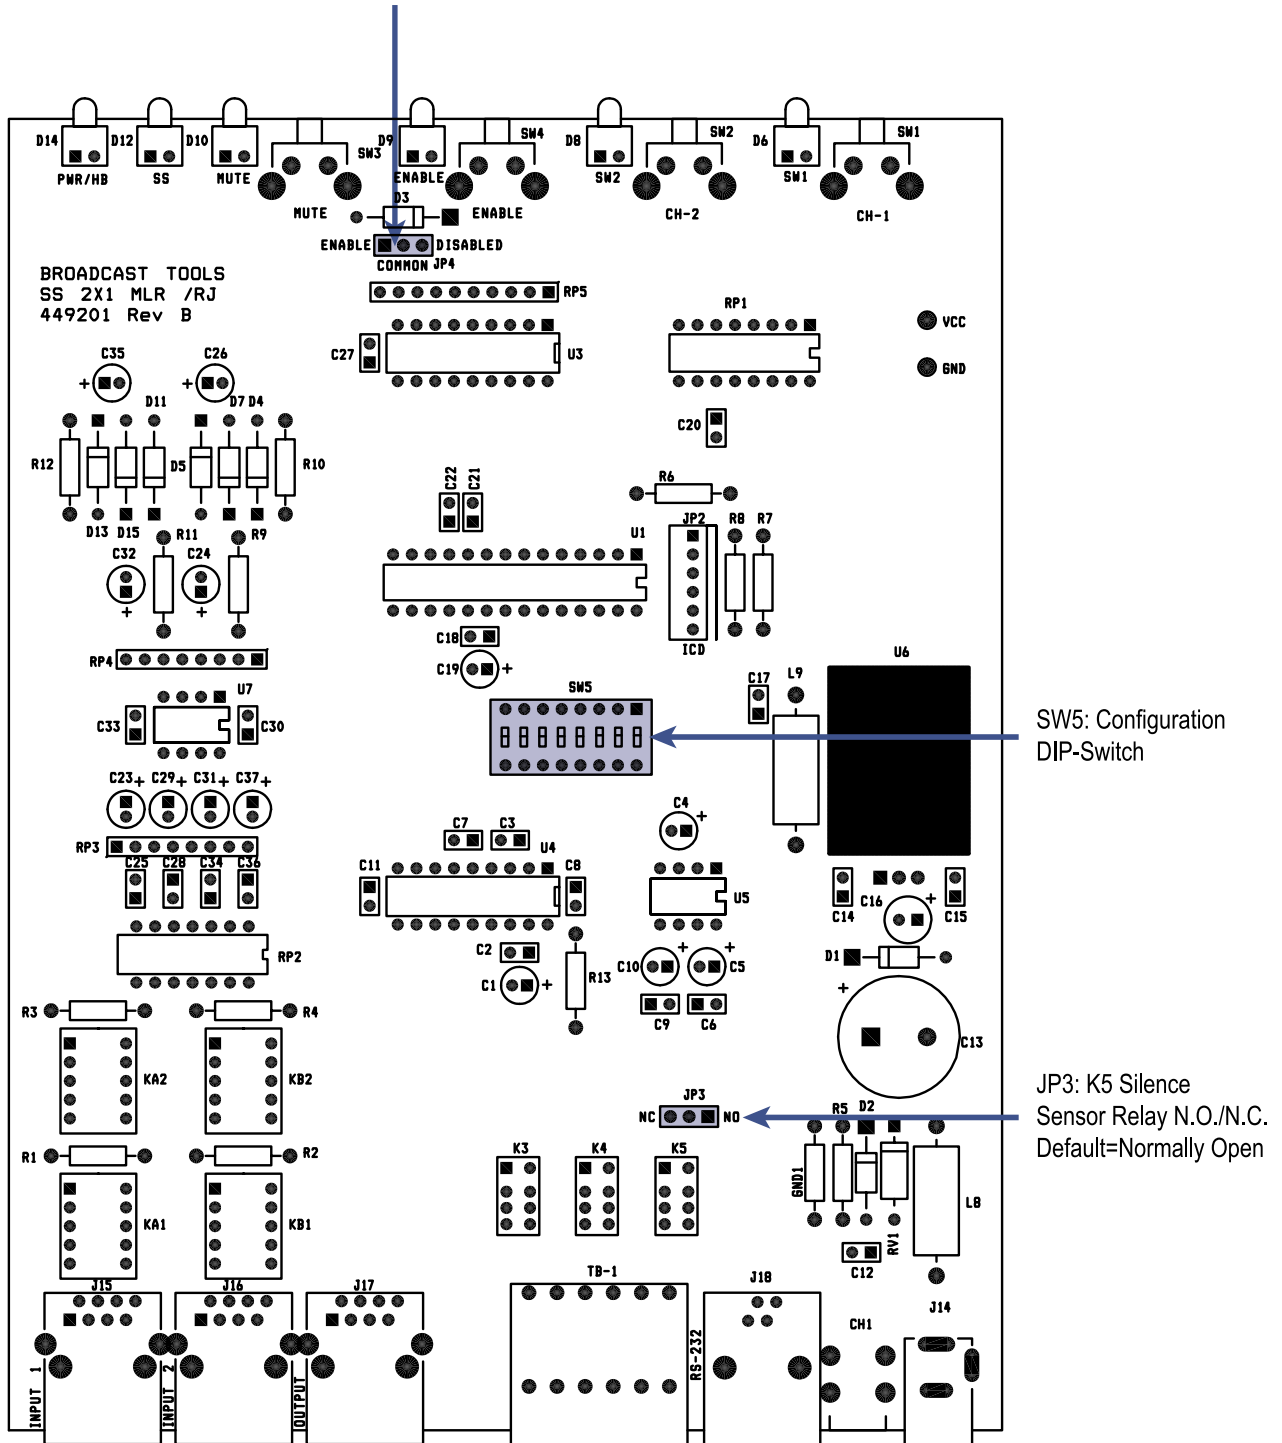 D14
D12
D10
SW3
D9
SW4
D8
SW2
D6
SW1
PWR/HB
SS
MUTE
ENABLE
SW2
SW1
MUTE
D3
ENABLE
CH-2
CH-1
ENABLE
DISABLED
COMMON
JP4
BROADCAST TOOLS
SS 2X1 MLR /RJ
449201 Rev B
RP5
RP1
VCC
C27
U3
GND
C35
C26
D11
D7
D4
C20
R12
D5
R10
C22
C21
R6
D13
D15
R11
R9
U1
JP2
R8
R7
C32
C24
C18
ICD
RP4
C19
U6
U7
SW5
C17
L9
C33
C30
SW5: Configuration
DIP-Switch
C23
C29
C31
C37
C4
RP3
C7
C3
C25
C28
C34
C36
C11
U4
C8
U5
C14
C16
C15
RP2
C2
D1
C1
R13
C10
C5
R3
R4
C9
C6
C13
KA2
KB2
JP3
NC
NO
JP3: K5 Silence
Sensor Relay N.O./N.C.
Default=Normally Open
R5
D2
R1
R2
K3
K4
K5
GND1
L8
KA1
KB1
RV1
C12
J15
J16
J17
TB-1
J18
J14
CH1
RS-232
INPUT 1
INPUT 2
OUTPUT